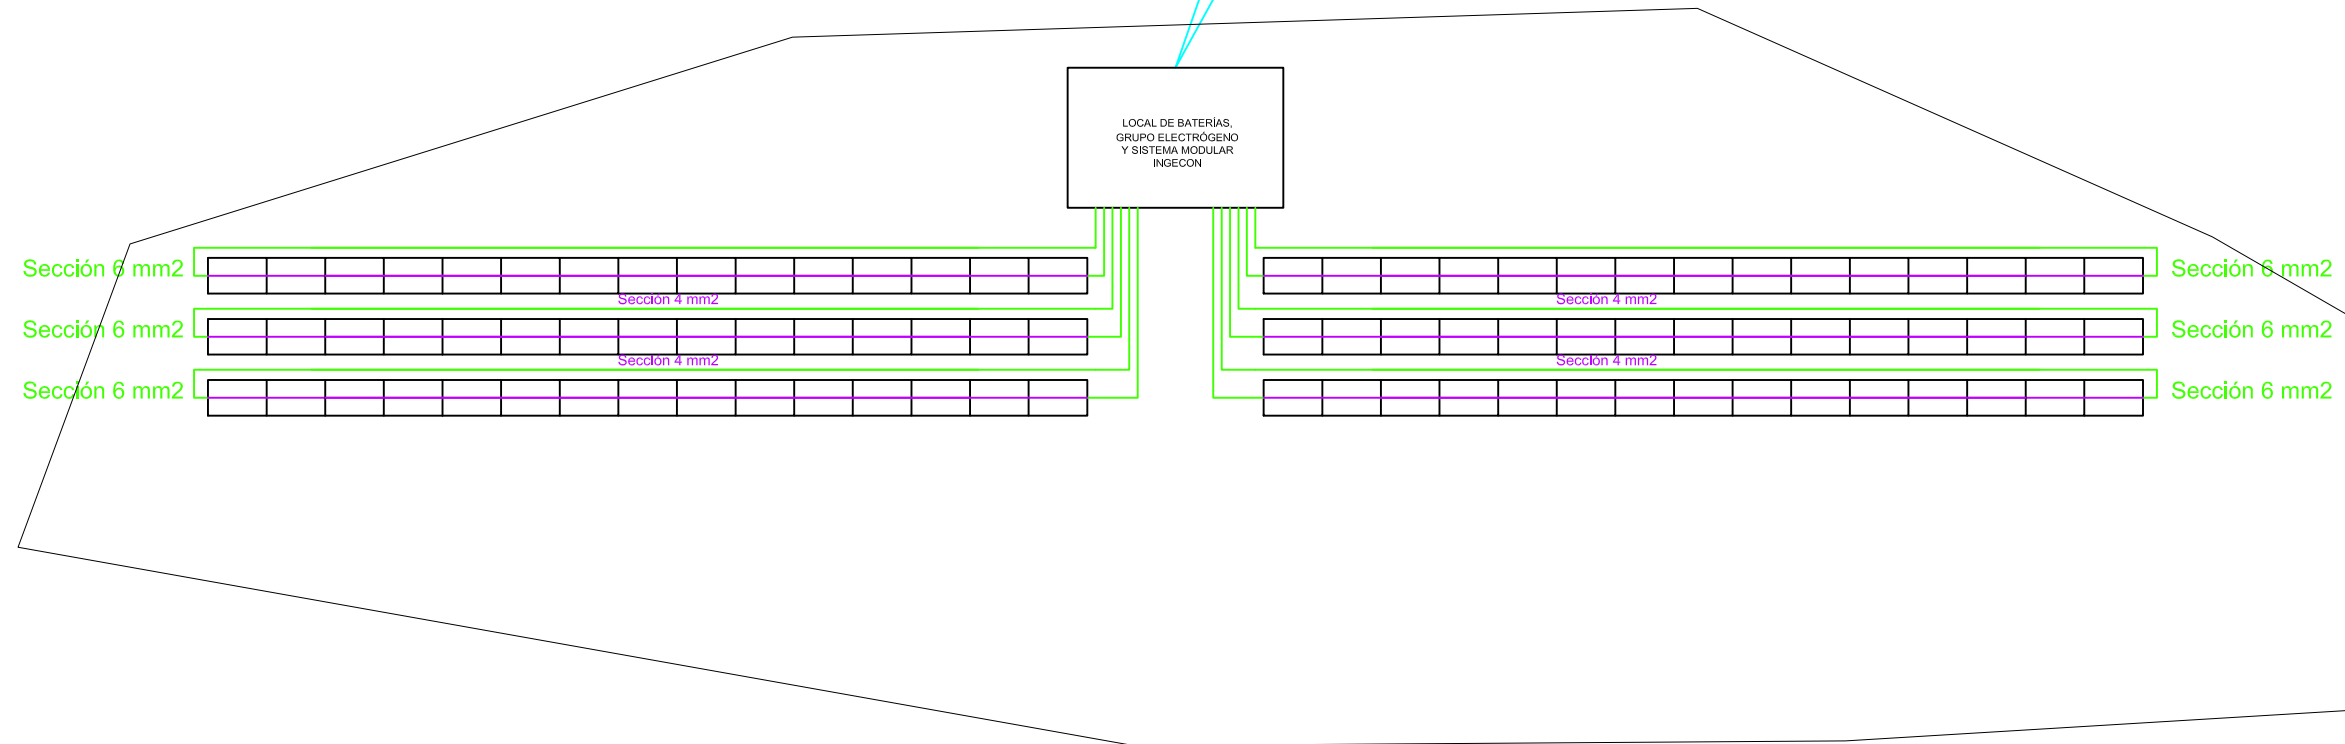 LOCAL DE BATERÍAS,
GRUPO ELECTRÓGENO
Y SISTEMA MODULAR
INGECON
Sección 6 mm2
Sección 6 mm2
Sección 4 mm2
Sección 4 mm2
Sección 6 mm2
Sección 6 mm2
Sección 4 mm2
Sección 4 mm2
Sección 6 mm2
Sección 6 mm2